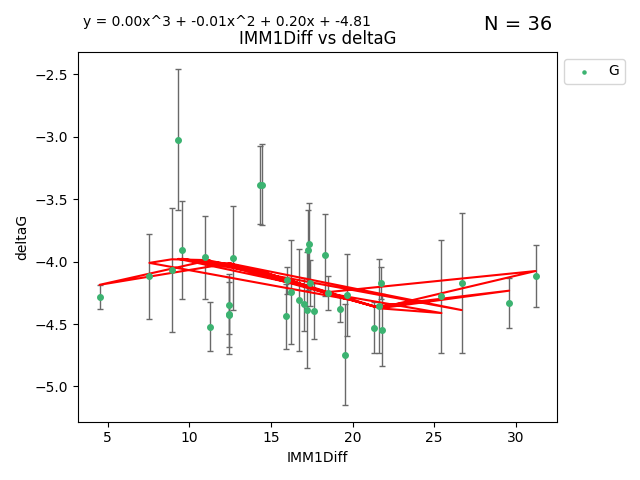 y = 0.00x^3 + -0.01x^2 + 0.20x + -4.81
N = 36
IMM1Diff vs deltaG
G
−2.5
−3.0
−3.5
−4.0
−4.5
−5.0
deltaG
5 10 15 20 25 30
IMM1Diff